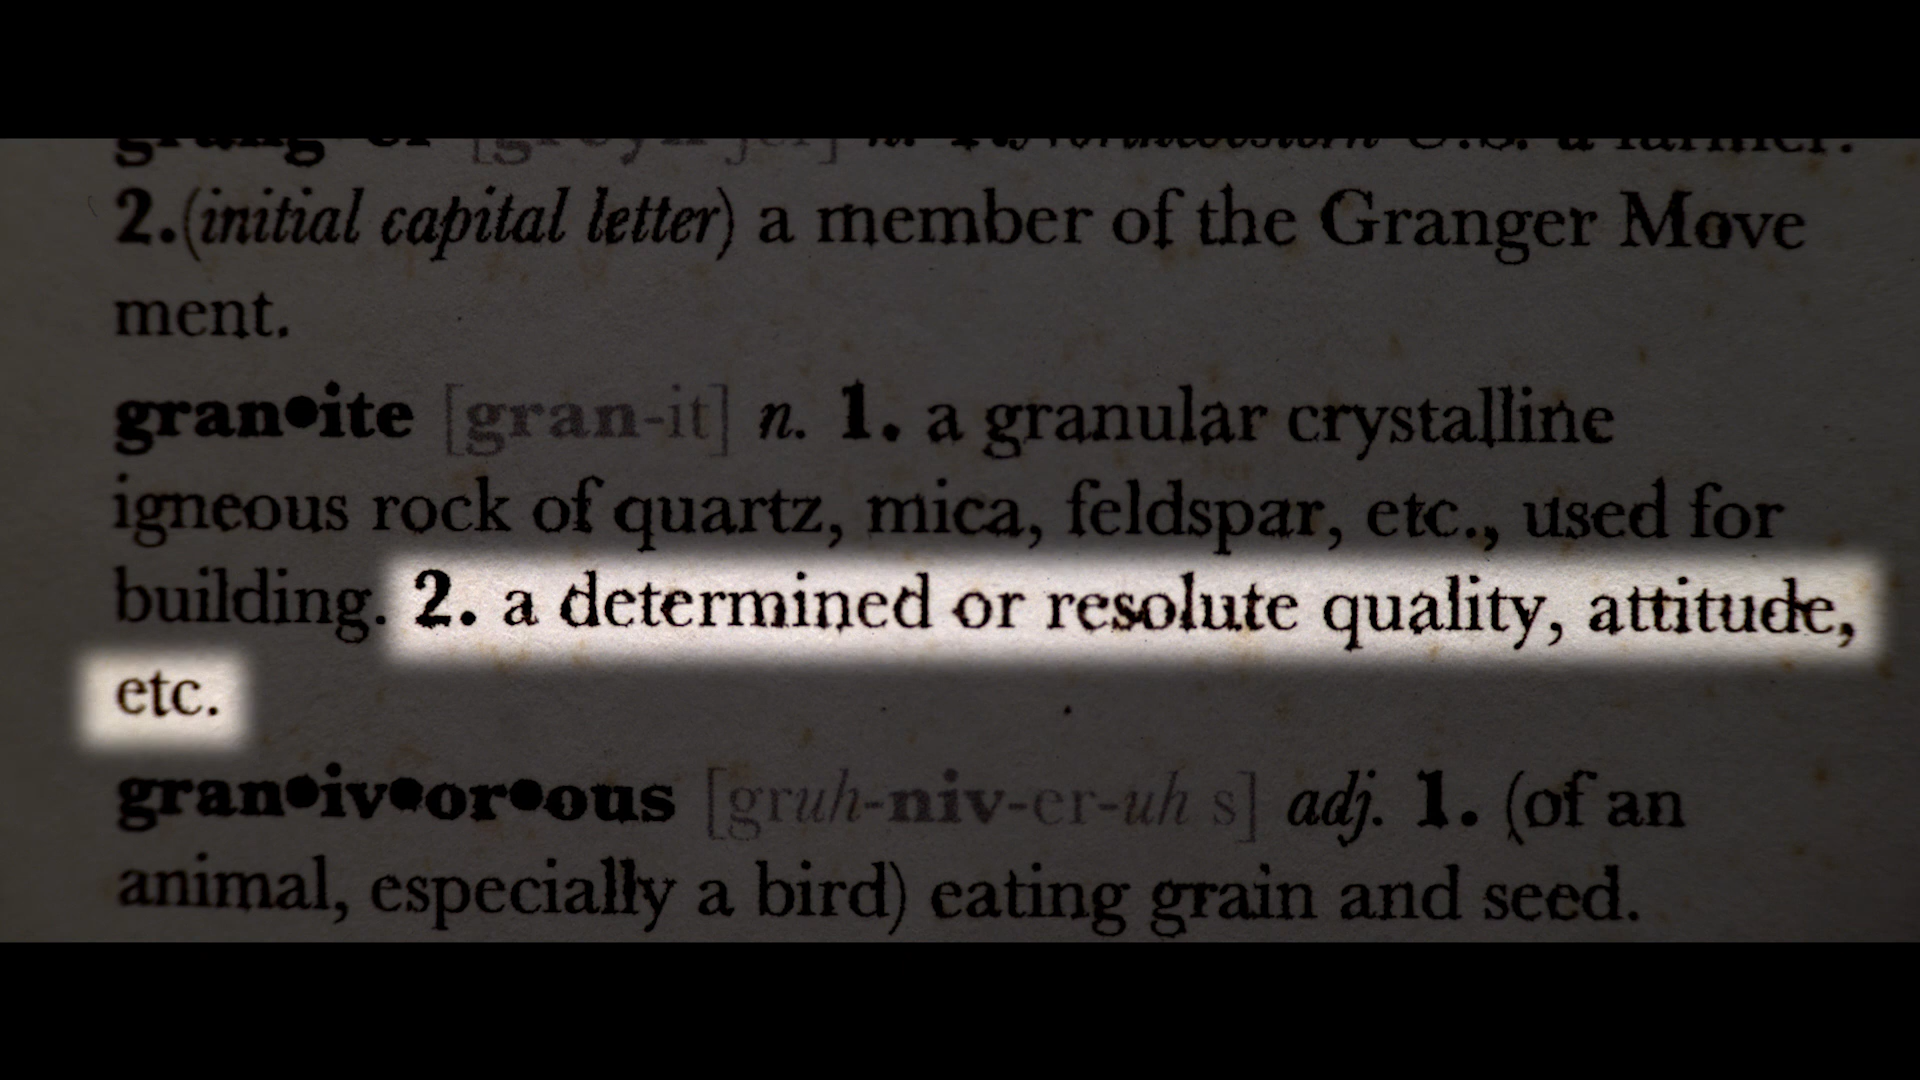 2.(initial capital letter) a member of the Granger Move
ment.
gran•ite [gran-it] n. 1. a granular crystalline
igneous rock of quartz, mica, feldspar, etc., used for
building. 2. a determined or resolute quality, attitude,
etc.
gran•iv•or•ous [gruh-niv-er-uh s] adj. 1. (of an
animal, especially a bird) eating grain and seed.